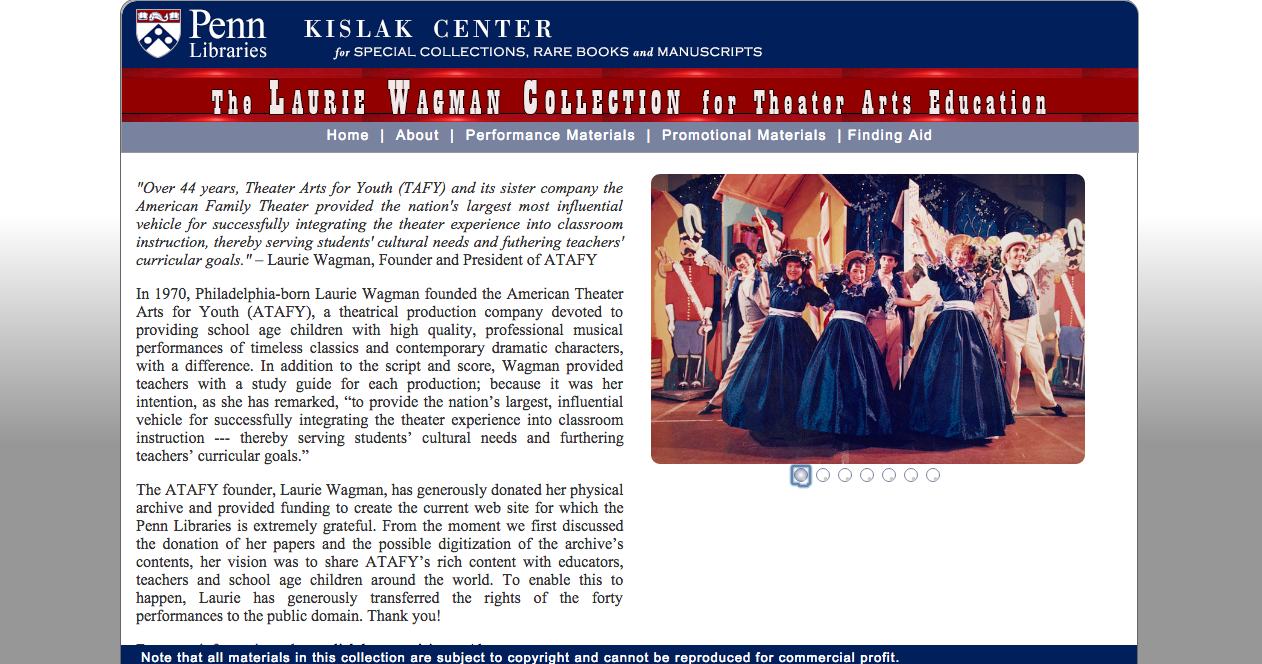 Penn
Libraries
KISLAK CENTER
for SPECIAL COLLECTIONS, RARE BOOKS and MANUSCRIPTS
The Laurie Wagman Collection for Theater Arts Education
Home | About | Performance Materials | Promotional Materials | Finding Aid
"Over 44 years, Theater Arts for Youth (TAFY) and its sister company the
American Family Theater provided the nation's largest most influential
vehicle for successfully integrating the theater experience into classroom
instruction, thereby serving students' cultural needs and futhering teachers'
curricular goals." – Laurie Wagman, Founder and President of ATAFY
In 1970, Philadelphia-born Laurie Wagman founded the American Theater
Arts for Youth (ATAFY), a theatrical production company devoted to
providing school age children with high quality, professional musical
performances of timeless classics and contemporary dramatic characters,
with a difference. In addition to the script and score, Wagman provided
teachers with a study guide for each production; because it was her
intention, as she has remarked, “to provide the nation’s largest, influential
vehicle for successfully integrating the theater experience into classroom
instruction --- thereby serving students’ cultural needs and furthering
teachers’ curricular goals.”
The ATAFY founder, Laurie Wagman, has generously donated her physical
archive and provided funding to create the current web site for which the
Penn Libraries is extremely grateful. From the moment we first discussed
the donation of her papers and the possible digitization of the archive’s
contents, her vision was to share ATAFY’s rich content with educators,
teachers and school age children around the world. To enable this to
happen, Laurie has generously transferred the rights of the forty
performances to the public domain. Thank you!
Note that all materials in this collection are subject to copyright and cannot be reproduced for commercial profit.